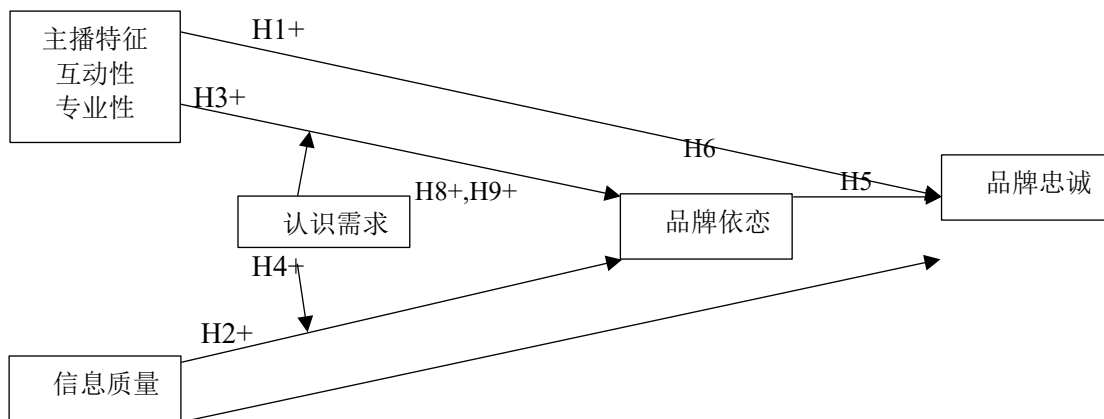 主播特征
互动性
专业性
H1+
H3+
H6
H5
品牌忠诚
H8+,H9+
认识需求
品牌依恋
H4+
H2+
信息质量